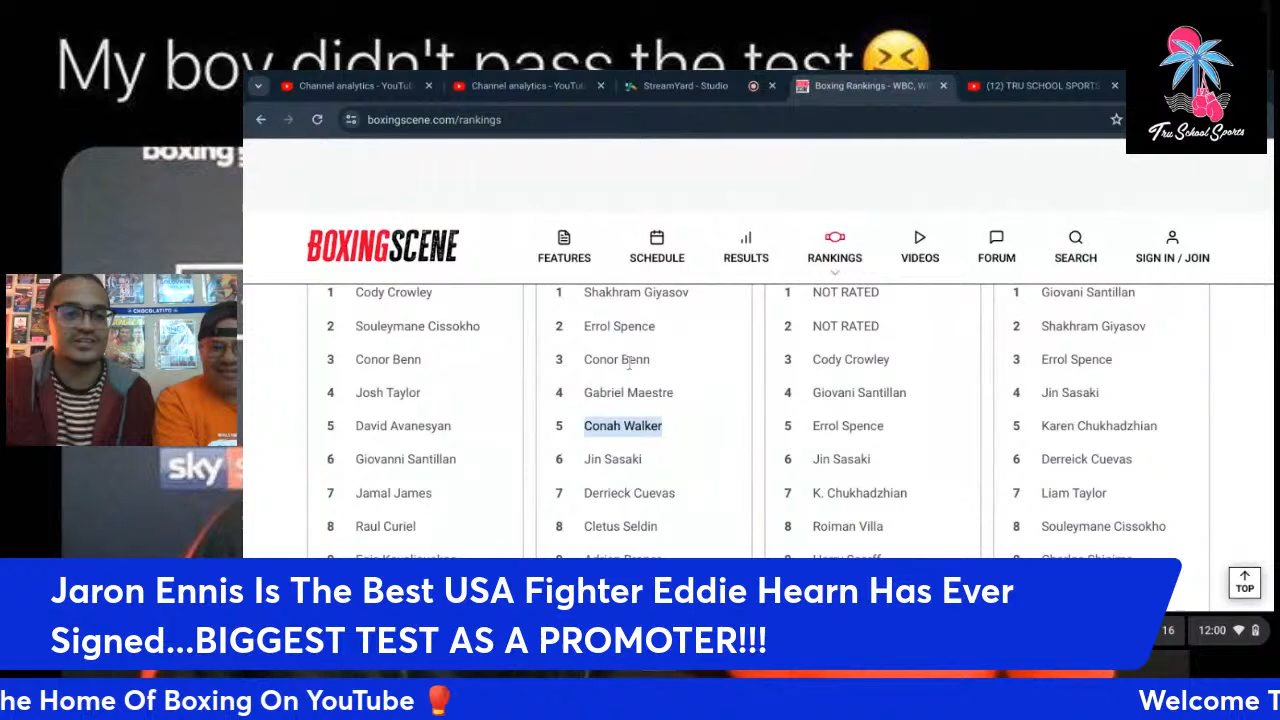 My boy didn't pass the test😆
Tru School Sports
Channel analytics - YouTu
Channel analytics - YouTu
StreamYard - Studio
Boxing Rankings - WBC, W
(12) TRU SCHOOL SPORTS
boxingscene.com/rankings
boxing
BOXINGSCENE
FEATURES
SCHEDULE
RESULTS
RANKINGS
VIDEOS
FORUM
SEARCH
SIGN IN / JOIN
1 Cody Crowley
2 Souleymane Cissokho
3 Conor Benn
4 Josh Taylor
5 David Avanesyan
6 Giovanni Santillan
7 Jamal James
8 Raul Curiel
1 Shakhram Giyasov
2 Errol Spence
3 Conor Benn
4 Gabriel Maestre
5 Conah Walker
6 Jin Sasaki
7 Derrieck Cuevas
8 Cletus Seldin
1 NOT RATED
2 NOT RATED
3 Cody Crowley
4 Giovani Santillan
5 Errol Spence
6 Jin Sasaki
7 K. Chukhadzhian
8 Roiman Villa
1 Giovani Santillan
2 Shakhram Giyasov
3 Errol Spence
4 Jin Sasaki
5 Karen Chukhadzhian
6 Derreick Cuevas
7 Liam Taylor
8 Souleymane Cissokho
CHOCOLATITO
sky
TOP
16 12:00
Jaron Ennis Is The Best USA Fighter Eddie Hearn Has Ever
Signed...BIGGEST TEST AS A PROMOTER!!!
he Home Of Boxing On YouTube 🥊
Welcome T